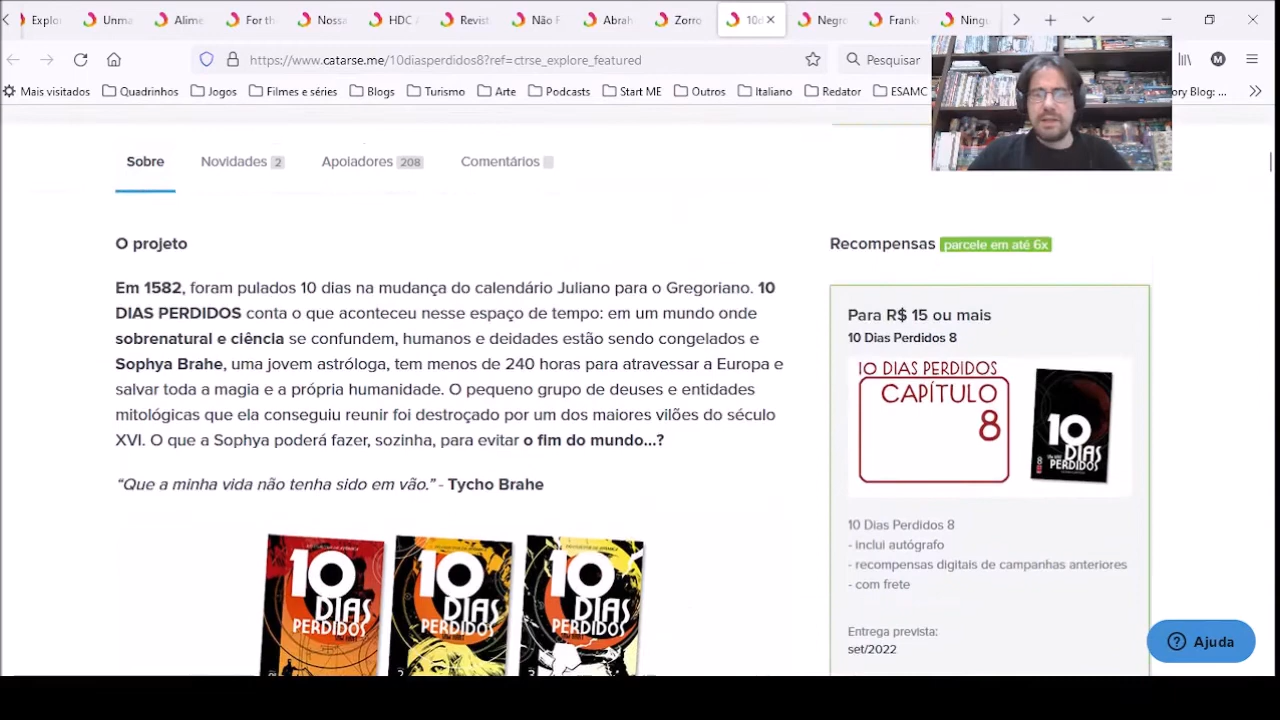 Explor
Unma
Alime
For th
Nossa
HDC
Revist
Não F
Abrah
Zorro
10d
Negro
Frank
Ningu
https://www.catarse.me/10diasperdidos8?ref=ctrse_explore_featured
Pesquisar
M
Mais visitados
Quadrinhos
Jogos
Filmes e séries
Blogs
Turismo
Arte
Podcasts
Start ME
Outros
Italiano
Redator
ESAMC
ory Blog: ...
Sobre
Novidades 2
Apoiadores 208
Comentários
O projeto
Em 1582, foram pulados 10 dias na mudança do calendário Juliano para o Gregoriano. 10
DIAS PERDIDOS conta o que aconteceu nesse espaço de tempo: em um mundo onde
sobrenatural e ciência se confundem, humanos e deidades estão sendo congelados e
Sophya Brahe, uma jovem astróloga, tem menos de 240 horas para atravessar a Europa e
salvar toda a magia e a própria humanidade. O pequeno grupo de deuses e entidades
mitológicas que ela conseguiu reunir foi destroçado por um dos maiores vilões do século
XVI. O que a Sophya poderá fazer, sozinha, para evitar o fim do mundo...?
“Que a minha vida não tenha sido em vão.” - Tycho Brahe
10
DIAS
PERDIDOS
10
DIAS
PERDIDOS
10
DIAS
PERDIDOS
Recompensas parcele em até 6x
Para R$ 15 ou mais
10 Dias Perdidos 8
10 DIAS PERDIDOS
CAPÍTULO
8
10
DIAS
PERDIDOS
10 Dias Perdidos 8
- inclui autógrafo
- recompensas digitais de campanhas anteriores
- com frete
Entrega prevista:
set/2022
Ajuda